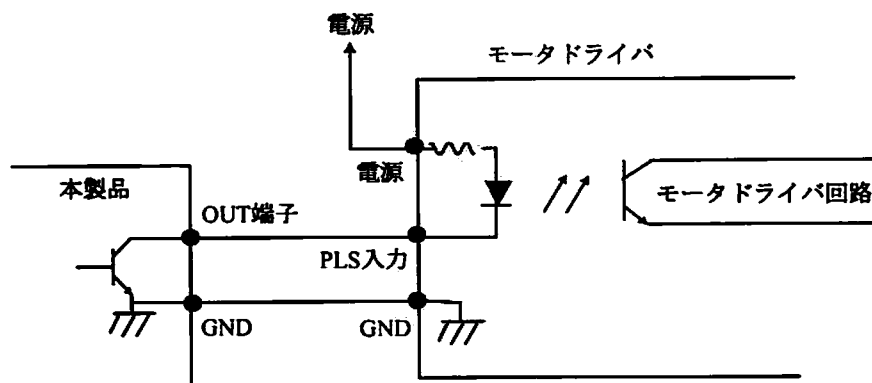 電源
モータドライバ
電源
本製品
モータドライバ回路
OUT端子
PLS入力
GND
GND